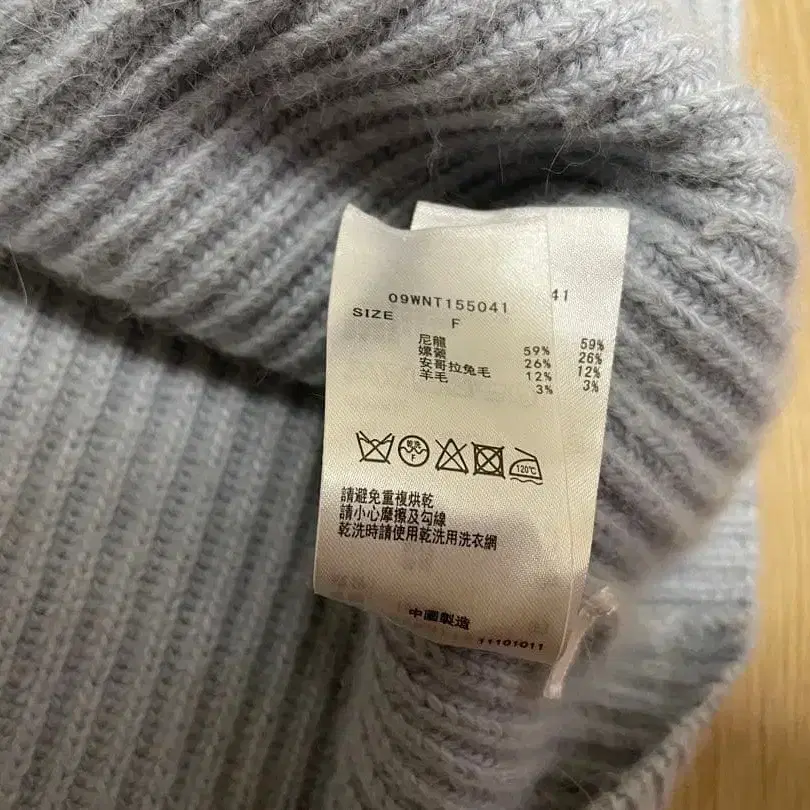 09WNT155041
41
SIZE F
尼龍 59%
嫘縈 26%
安哥拉兔毛 12%
羊毛 3%
59%
26%
12%
3%
乾洗
F
120℃
請避免重複烘乾
請小心摩擦及勾線
乾洗時請使用乾洗用洗衣網
中國製造
11101011